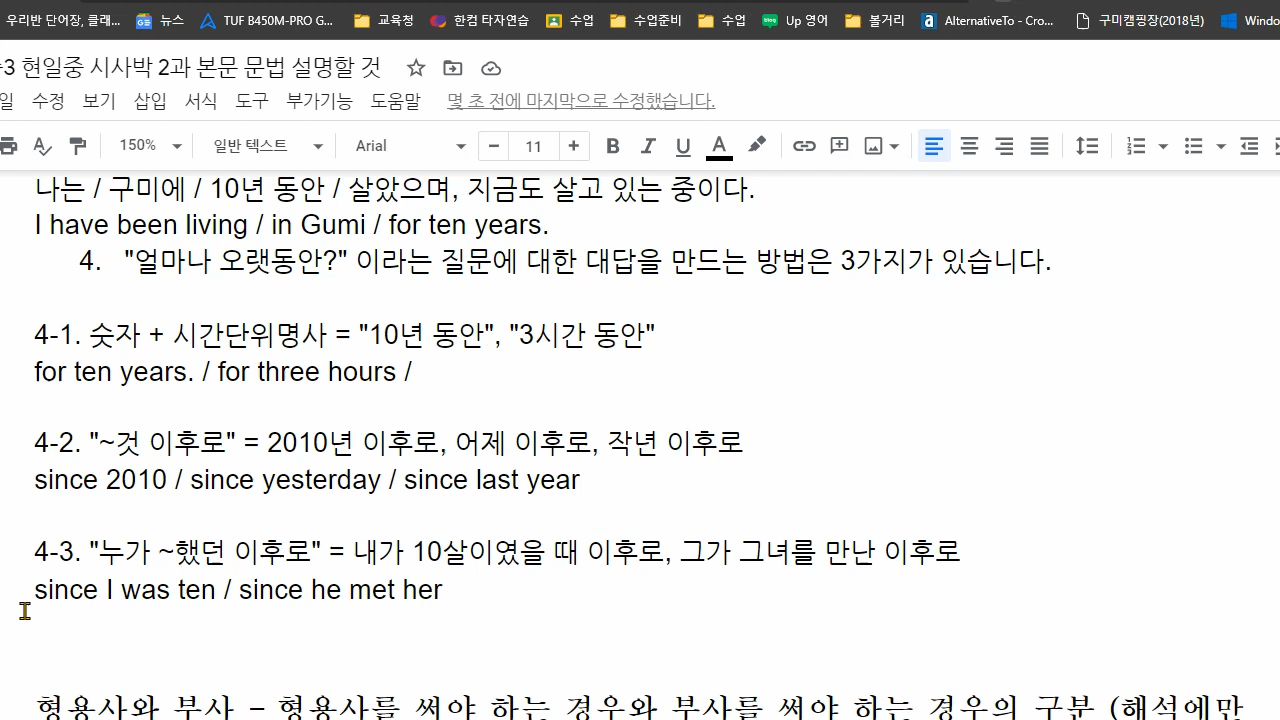 우리반 단어장, 클래... 뉴스 TUF B450M-PRO G... 교육청 한컴 타자연습 수업 수업준비 수업 Up 영어 볼거리 AlternativeTo - Cro... 구미캠핑장(2018년) Windo
3 현일중 시사박 2과 본문 문법 설명할 것
일 수정 보기 삽입 서식 도구 부가기능 도움말 몇 초 전에 마지막으로 수정했습니다.
150% 일반 텍스트 Arial 11
나는 / 구미에 / 10년 동안 / 살았으며, 지금도 살고 있는 중이다.
I have been living / in Gumi / for ten years.
4. "얼마나 오랫동안?" 이라는 질문에 대한 대답을 만드는 방법은 3가지가 있습니다.
4-1. 숫자 + 시간단위명사 = "10년 동안", "3시간 동안"
for ten years. / for three hours /
4-2. "~것 이후로" = 2010년 이후로, 어제 이후로, 작년 이후로
since 2010 / since yesterday / since last year
4-3. "누가 ~했던 이후로" = 내가 10살이였을 때 이후로, 그가 그녀를 만난 이후로
since I was ten / since he met her
형용사와 부사 - 형용사를 써야 하는 경우와 부사를 써야 하는 경우의 구분 (해석에만